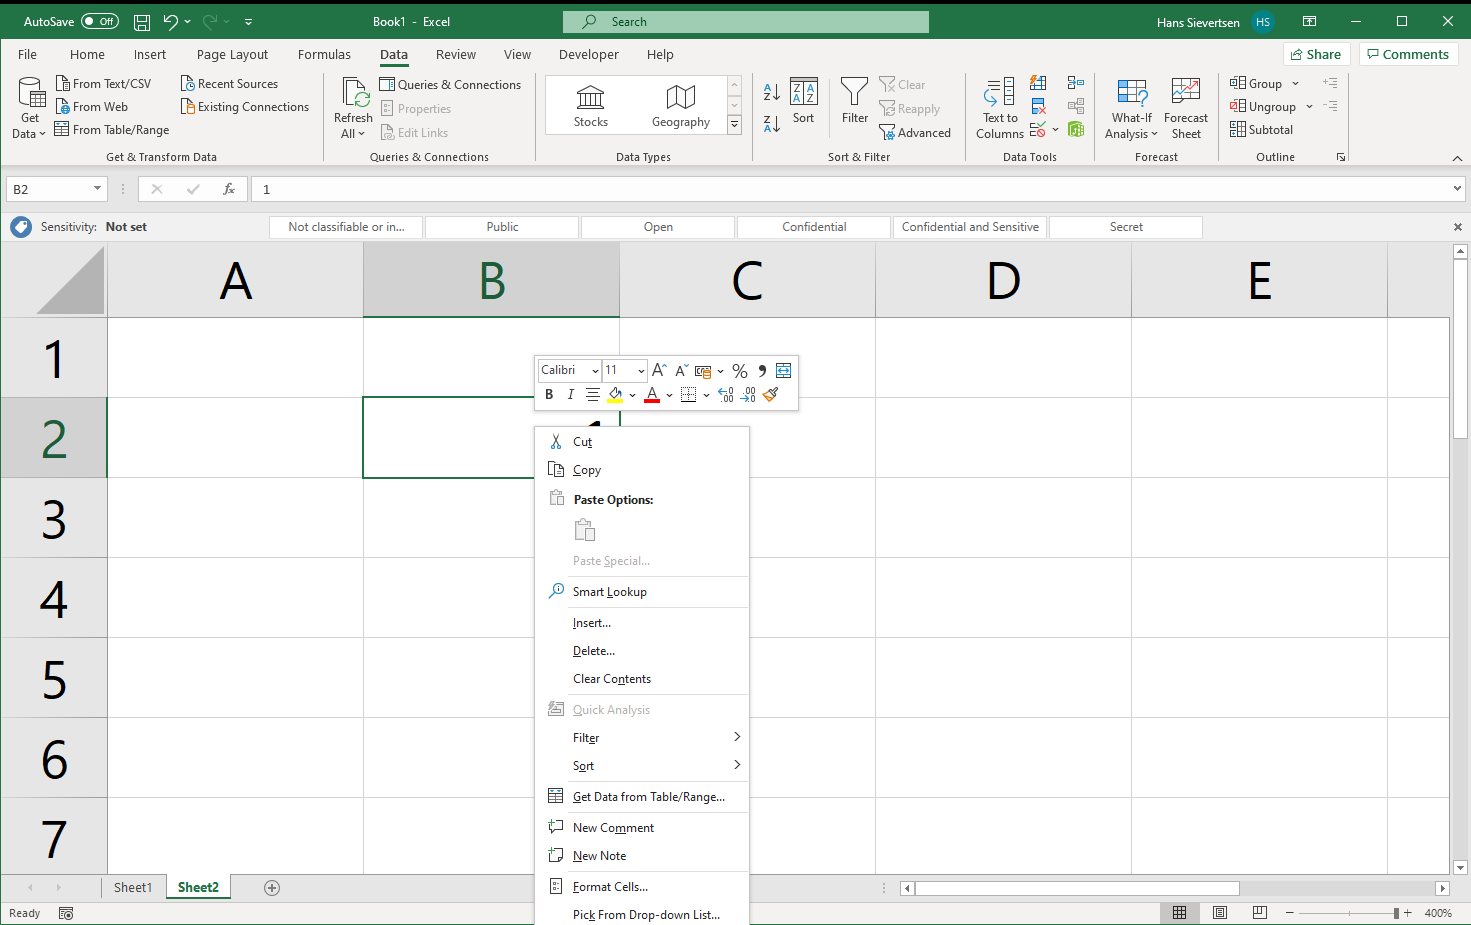 AutoSave Off Book1 - Excel Search Hans Sievertsen HS
File Home Insert Page Layout Formulas Data Review View Developer Help Share Comments
Get Data
From Text/CSV
From Web
From Table/Range
Recent Sources
Existing Connections
Get & Transform Data
Refresh All
Queries & Connections
Properties
Edit Links
Queries & Connections
Stocks Geography
Data Types
Sort
Filter
Clear
Reapply
Advanced
Sort & Filter
Text to Columns
Data Tools
What-If Analysis
Forecast Sheet
Forecast
Group
Ungroup
Subtotal
Outline
B2 fx 1
Sensitivity: Not set Not classifiable or in... Public Open Confidential Confidential and Sensitive Secret
A B C D E
1
2
3
4
5
6
7
Calibri 11 A A %
B I A .00 .00
Cut
Copy
Paste Options:
Paste Special...
Smart Lookup
Insert...
Delete...
Clear Contents
Quick Analysis
Filter
Sort
Get Data from Table/Range...
New Comment
New Note
Format Cells...
Pick From Drop-down List...
Sheet1 Sheet2
Ready 400%